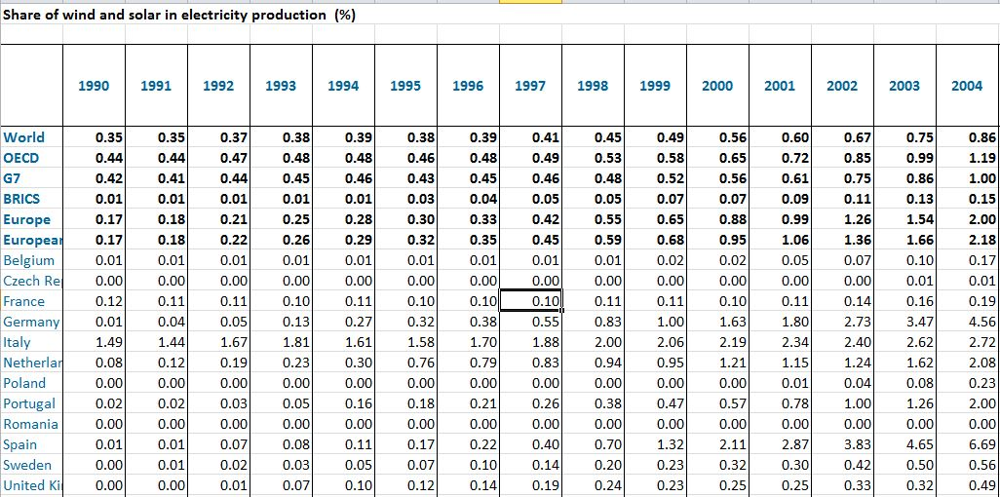 Share of wind and solar in electricity production (%)
1990 1991 1992 1993 1994 1995 1996 1997 1998 1999 2000 2001 2002 2003 2004
World 0.35 0.35 0.37 0.38 0.39 0.38 0.39 0.41 0.45 0.49 0.56 0.60 0.67 0.75 0.86
OECD 0.44 0.44 0.47 0.48 0.48 0.46 0.48 0.49 0.53 0.58 0.65 0.72 0.85 0.99 1.19
G7 0.42 0.41 0.44 0.45 0.46 0.43 0.45 0.46 0.48 0.52 0.56 0.61 0.75 0.86 1.00
BRICS 0.01 0.01 0.01 0.01 0.01 0.03 0.04 0.05 0.05 0.07 0.07 0.09 0.11 0.13 0.15
Europe 0.17 0.18 0.21 0.25 0.28 0.30 0.33 0.42 0.55 0.65 0.88 0.99 1.26 1.54 2.00
European 0.17 0.18 0.22 0.26 0.29 0.32 0.35 0.45 0.59 0.68 0.95 1.06 1.36 1.66 2.18
Belgium 0.01 0.01 0.01 0.01 0.01 0.01 0.01 0.01 0.01 0.02 0.02 0.05 0.07 0.10 0.17
Czech Re 0.00 0.00 0.00 0.00 0.00 0.00 0.00 0.00 0.00 0.00 0.00 0.00 0.00 0.01 0.01
France 0.12 0.11 0.11 0.10 0.11 0.10 0.10 0.10 0.11 0.11 0.10 0.11 0.14 0.16 0.19
Germany 0.01 0.04 0.05 0.13 0.27 0.32 0.38 0.55 0.83 1.00 1.63 1.80 2.73 3.47 4.56
Italy 1.49 1.44 1.67 1.81 1.61 1.58 1.70 1.88 2.00 2.06 2.19 2.34 2.40 2.62 2.72
Netherlan 0.08 0.12 0.19 0.23 0.30 0.76 0.79 0.83 0.94 0.95 1.21 1.15 1.24 1.62 2.08
Poland 0.00 0.00 0.00 0.00 0.00 0.00 0.00 0.00 0.00 0.00 0.00 0.01 0.04 0.08 0.23
Portugal 0.02 0.02 0.03 0.05 0.16 0.18 0.21 0.26 0.38 0.47 0.57 0.78 1.00 1.26 2.00
Romania 0.00 0.00 0.00 0.00 0.00 0.00 0.00 0.00 0.00 0.00 0.00 0.00 0.00 0.00 0.00
Spain 0.01 0.01 0.07 0.08 0.11 0.17 0.22 0.40 0.70 1.32 2.11 2.87 3.83 4.65 6.69
Sweden 0.00 0.01 0.02 0.03 0.05 0.07 0.10 0.14 0.20 0.23 0.32 0.30 0.42 0.50 0.56
United Ki 0.00 0.00 0.01 0.07 0.10 0.12 0.14 0.19 0.24 0.23 0.25 0.25 0.33 0.32 0.49